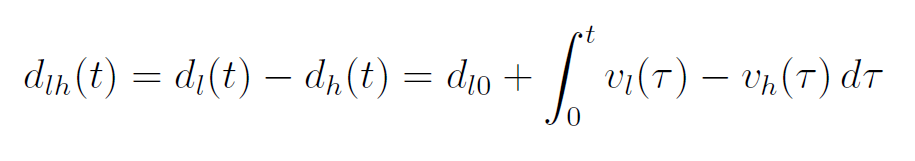 d_{lh}(t) = d_l(t) − d_h(t) = d_{l0} + ∫_0^t v_l(τ) − v_h(τ) dτ